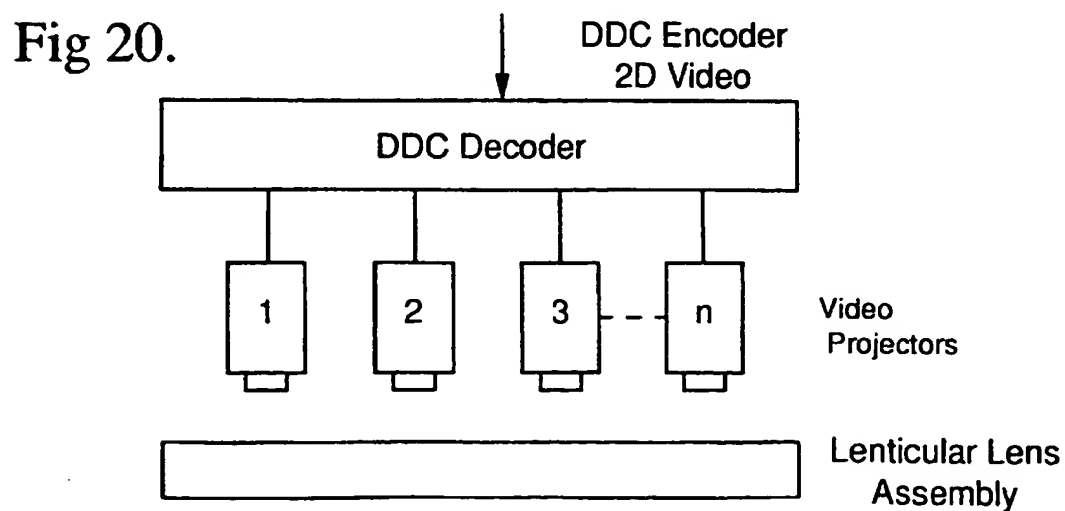 Fig 20.
DDC Encoder
2D Video
DDC Decoder
1 2 3 n
Video
Projectors
Lenticular Lens
Assembly